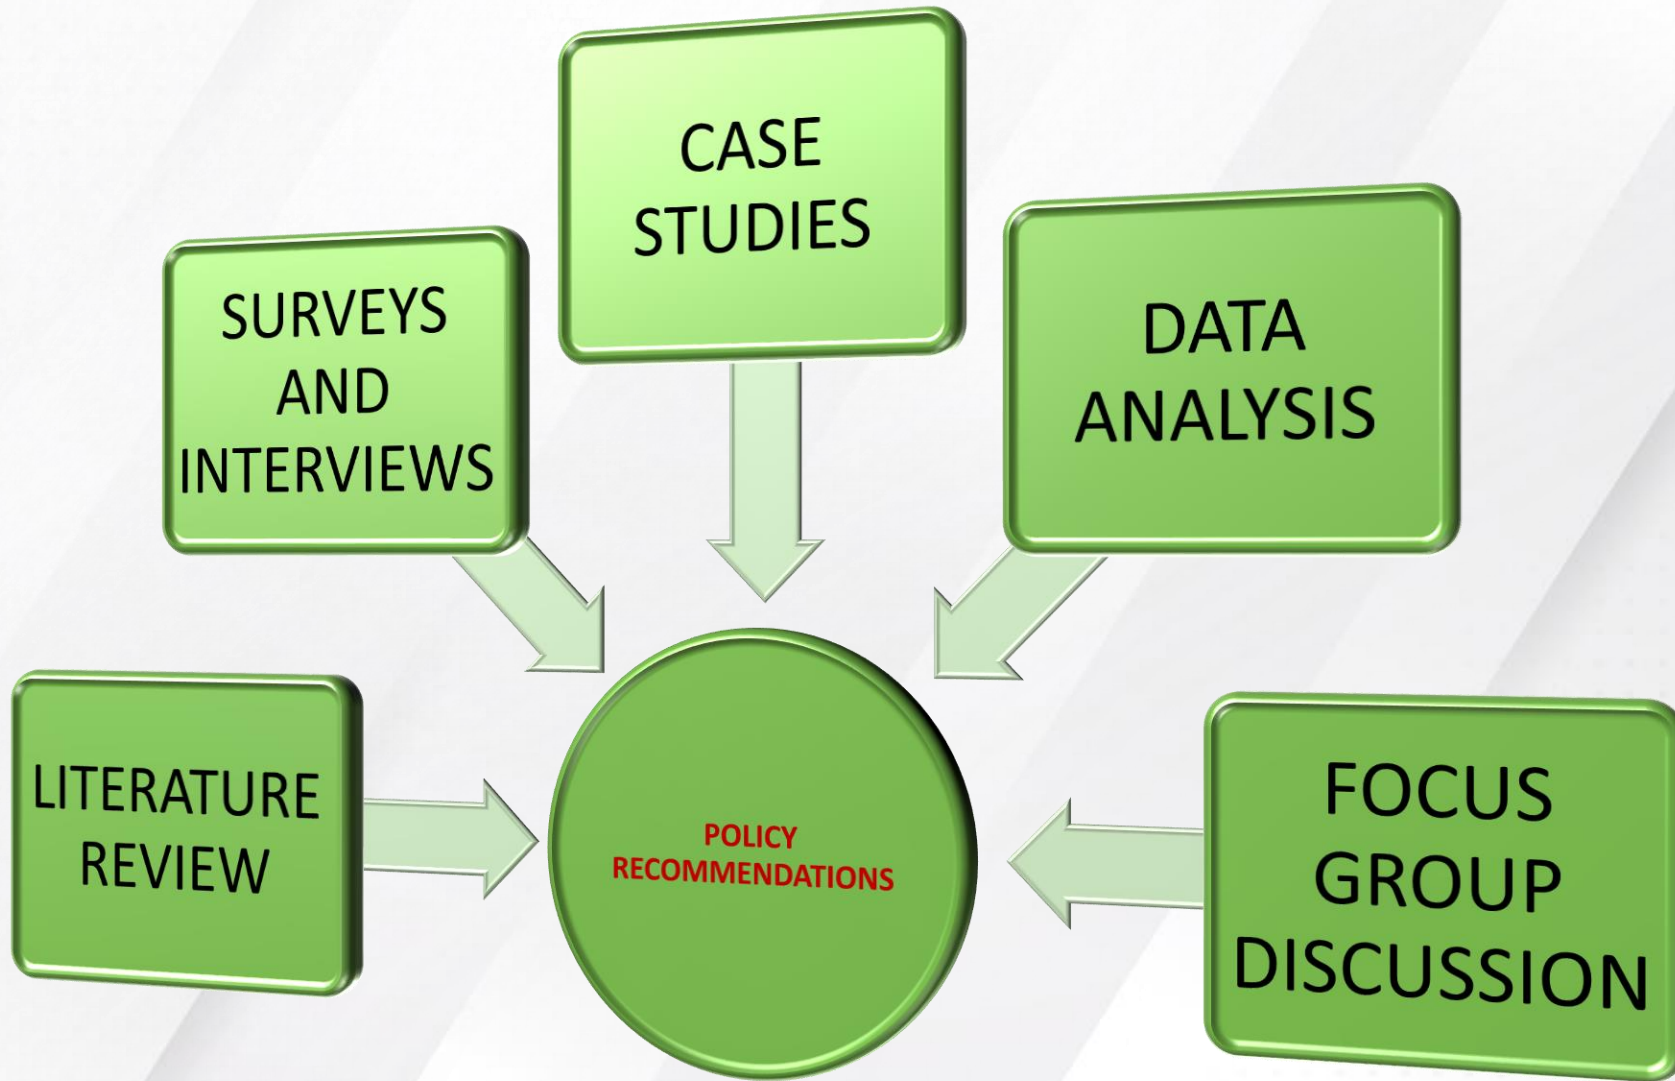 CASE
STUDIES
SURVEYS
AND
INTERVIEWS
DATA
ANALYSIS
LITERATURE
REVIEW
POLICY
RECOMMENDATIONS
FOCUS
GROUP
DISCUSSION